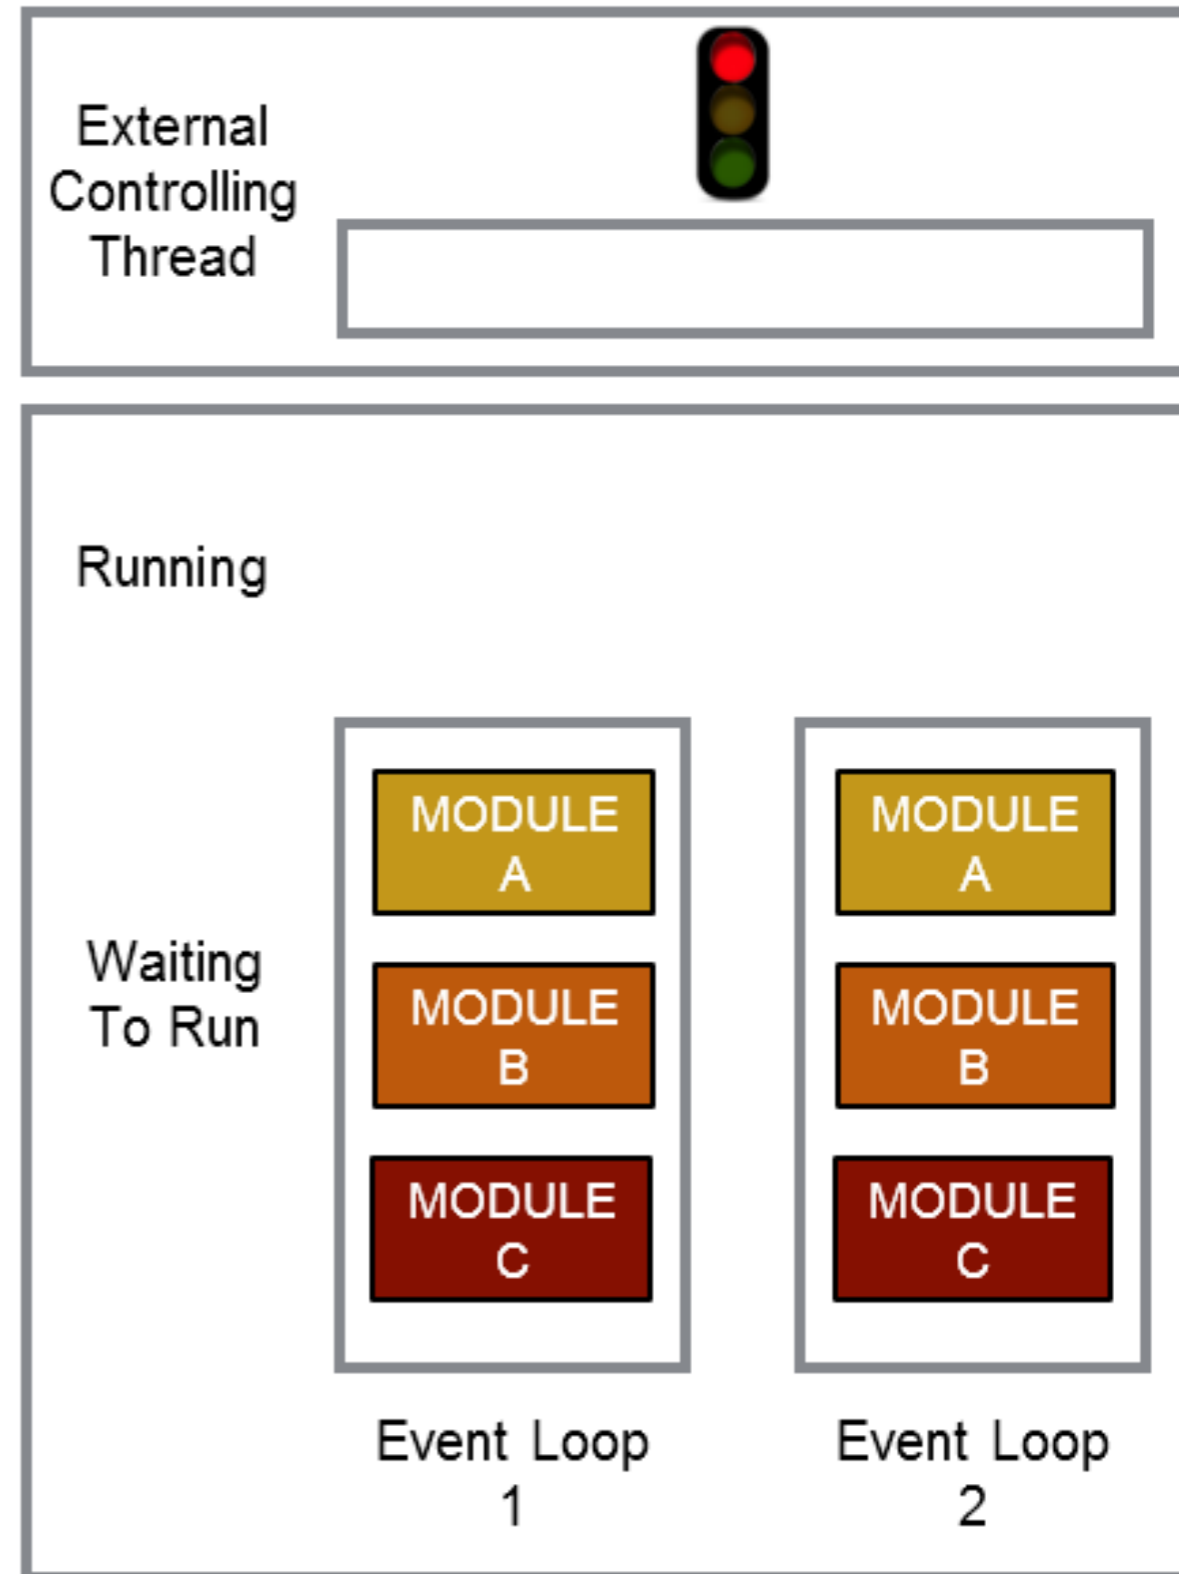 External
Controlling
Thread
Running
Waiting
To Run
MODULE
A
MODULE
B
MODULE
C
Event Loop
1
MODULE
A
MODULE
B
MODULE
C
Event Loop
2